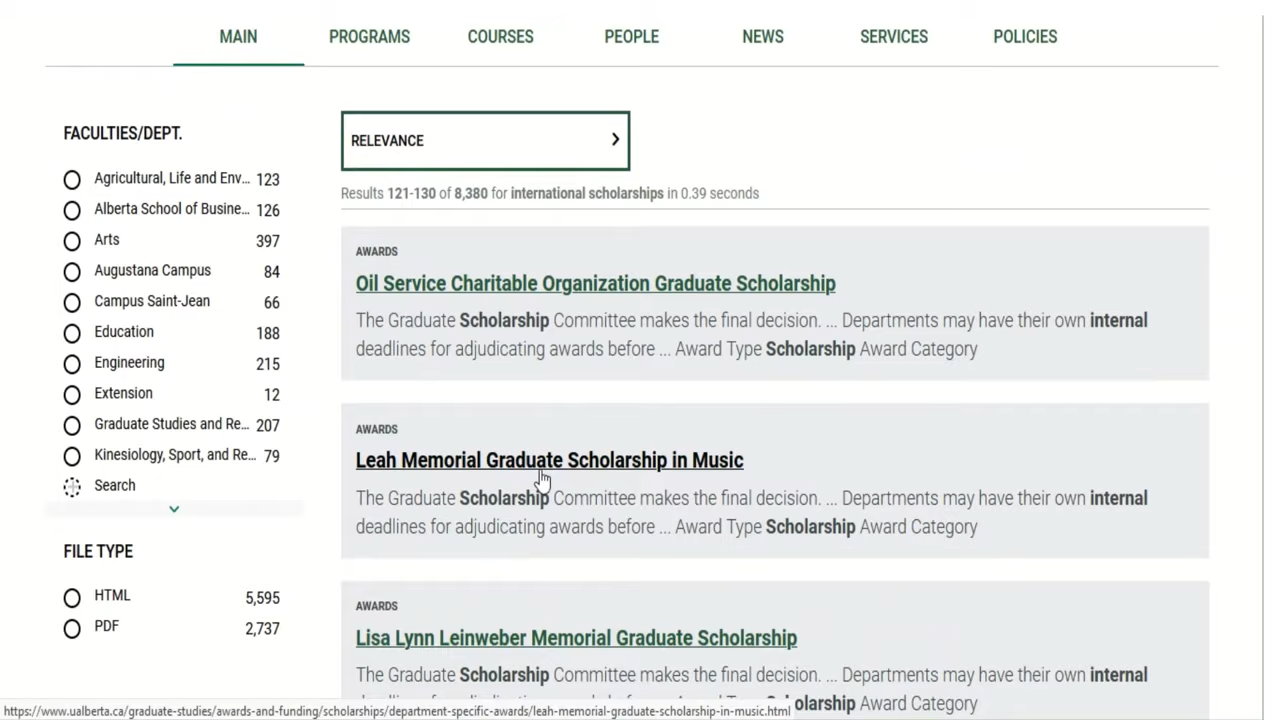 MAIN PROGRAMS COURSES PEOPLE NEWS SERVICES POLICIES
FACULTIES/DEPT.
Agricultural, Life and Env... 123
Alberta School of Busine... 126
Arts 397
Augustana Campus 84
Campus Saint-Jean 66
Education 188
Engineering 215
Extension 12
Graduate Studies and Re... 207
Kinesiology, Sport, and Re... 79
Search
FILE TYPE
HTML 5,595
PDF 2,737
RELEVANCE
Results 121-130 of 8,380 for international scholarships in 0.39 seconds
AWARDS
Oil Service Charitable Organization Graduate Scholarship
The Graduate Scholarship Committee makes the final decision. ... Departments may have their own internal
deadlines for adjudicating awards before ... Award Type Scholarship Award Category
AWARDS
Leah Memorial Graduate Scholarship in Music
The Graduate Scholarship Committee makes the final decision. ... Departments may have their own internal
deadlines for adjudicating awards before ... Award Type Scholarship Award Category
AWARDS
Lisa Lynn Leinweber Memorial Graduate Scholarship
The Graduate Scholarship Committee makes the final decision. ... Departments may have their own internal
olarship Award Category
https://www.ualberta.ca/graduate-studies/awards-and-funding/scholarships/department-specific-awards/leah-memorial-graduate-scholarship-in-music.html